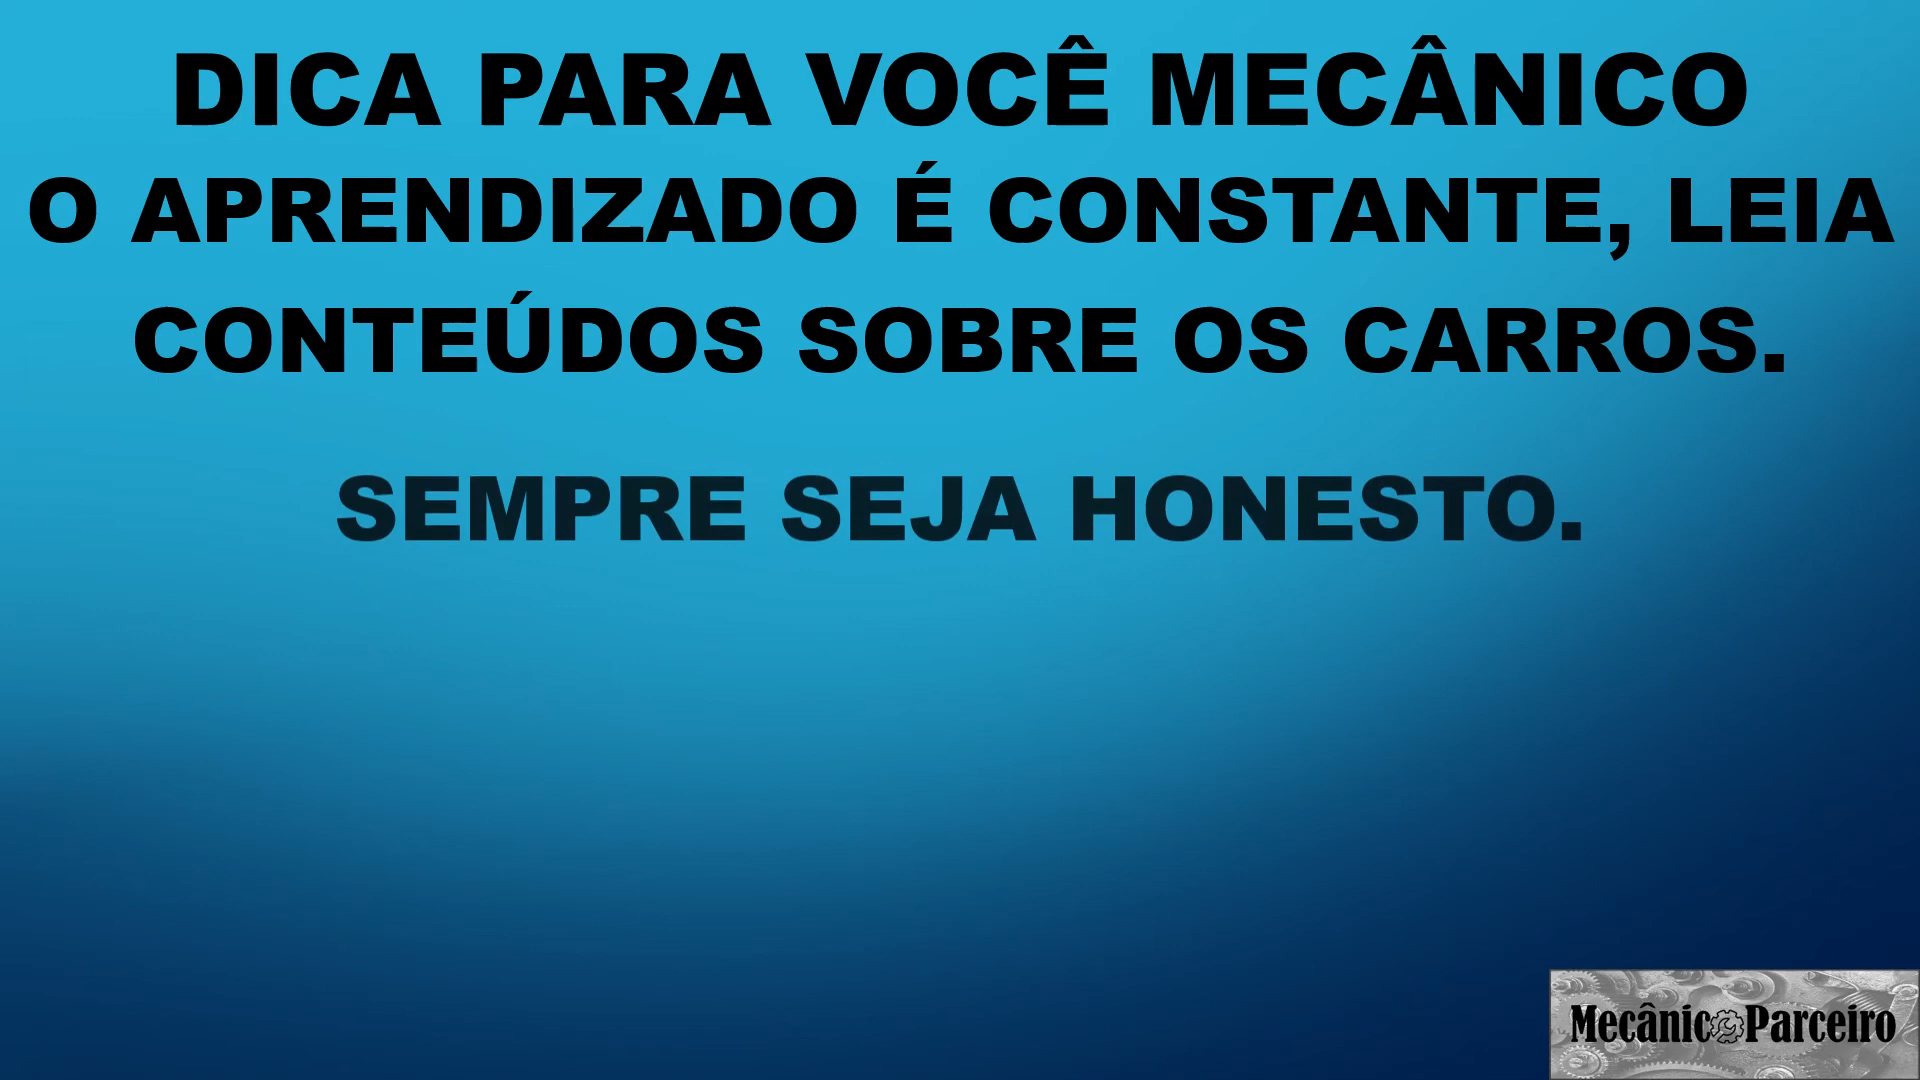 DICA PARA VOCÊ MECÂNICO
O APRENDIZADO É CONSTANTE, LEIA
CONTEÚDOS SOBRE OS CARROS.
SEMPRE SEJA HONESTO.
Mecânico Parceiro